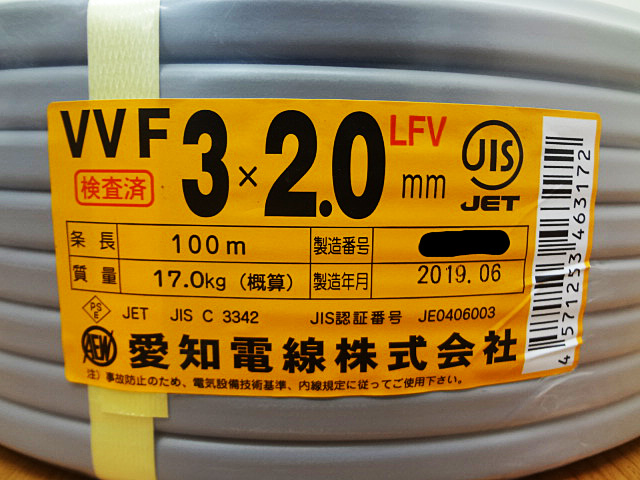 VVF 3×2.0 mm LFV
検査済
JIS
JET
条長 100m 製造番号
質量 17.0kg (概算) 製造年月 2019.06
PS E JET JIS C 3342 JIS認証番号 JE0406003
AEW 愛知電線株式会社
注) 事故防止のため、電気設備技術基準、内線規定に従ってご使用下さい。
4 571253 463172